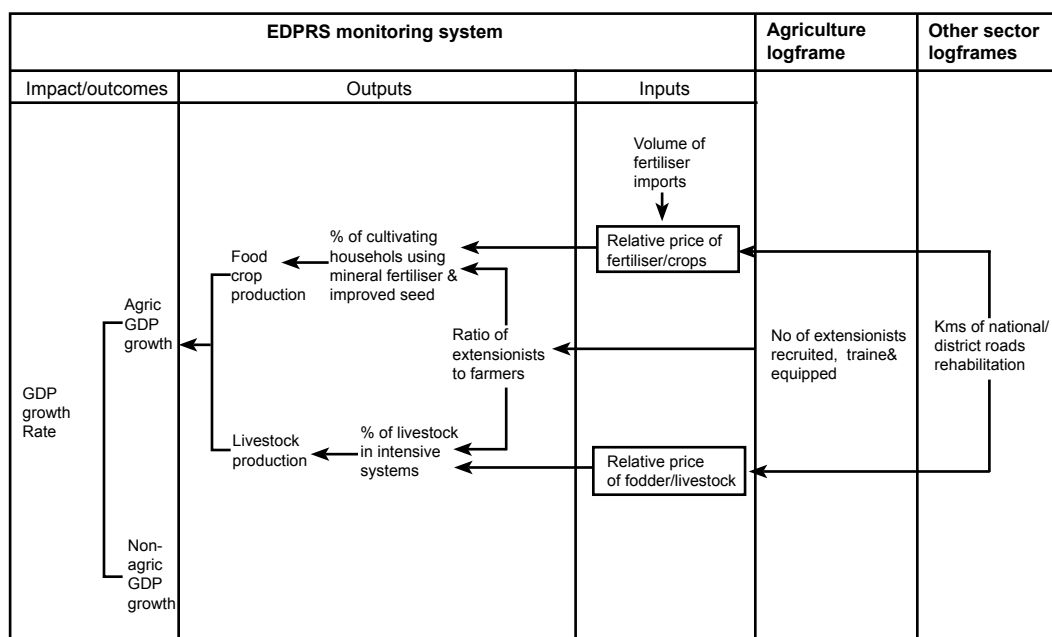 EDPRS monitoring system
Agriculture
logframe
Other sector
logframes
Impact/outcomes
Outputs
Inputs
Volume of
fertiliser
imports
Relative price of
fertiliser/crops
% of cultivating
househols using
mineral fertiliser &
improved seed
Food
crop
production
Agric
GDP
growth
Ratio of
extensionists
to farmers
No of extensionists
recruited, traine&
equipped
Kms of national/
district roads
rehabilitation
GDP
growth
Rate
Livestock
production
% of livestock
in intensive
systems
Relative price
of fodder/livestock
Non-
agric
GDP
growth